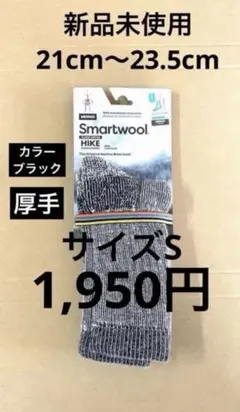 新品未使用
21cm〜23.5cm
MERINO
Smartwool
HIKE
カラー
ブラック
厚手
サイズS
1,950円